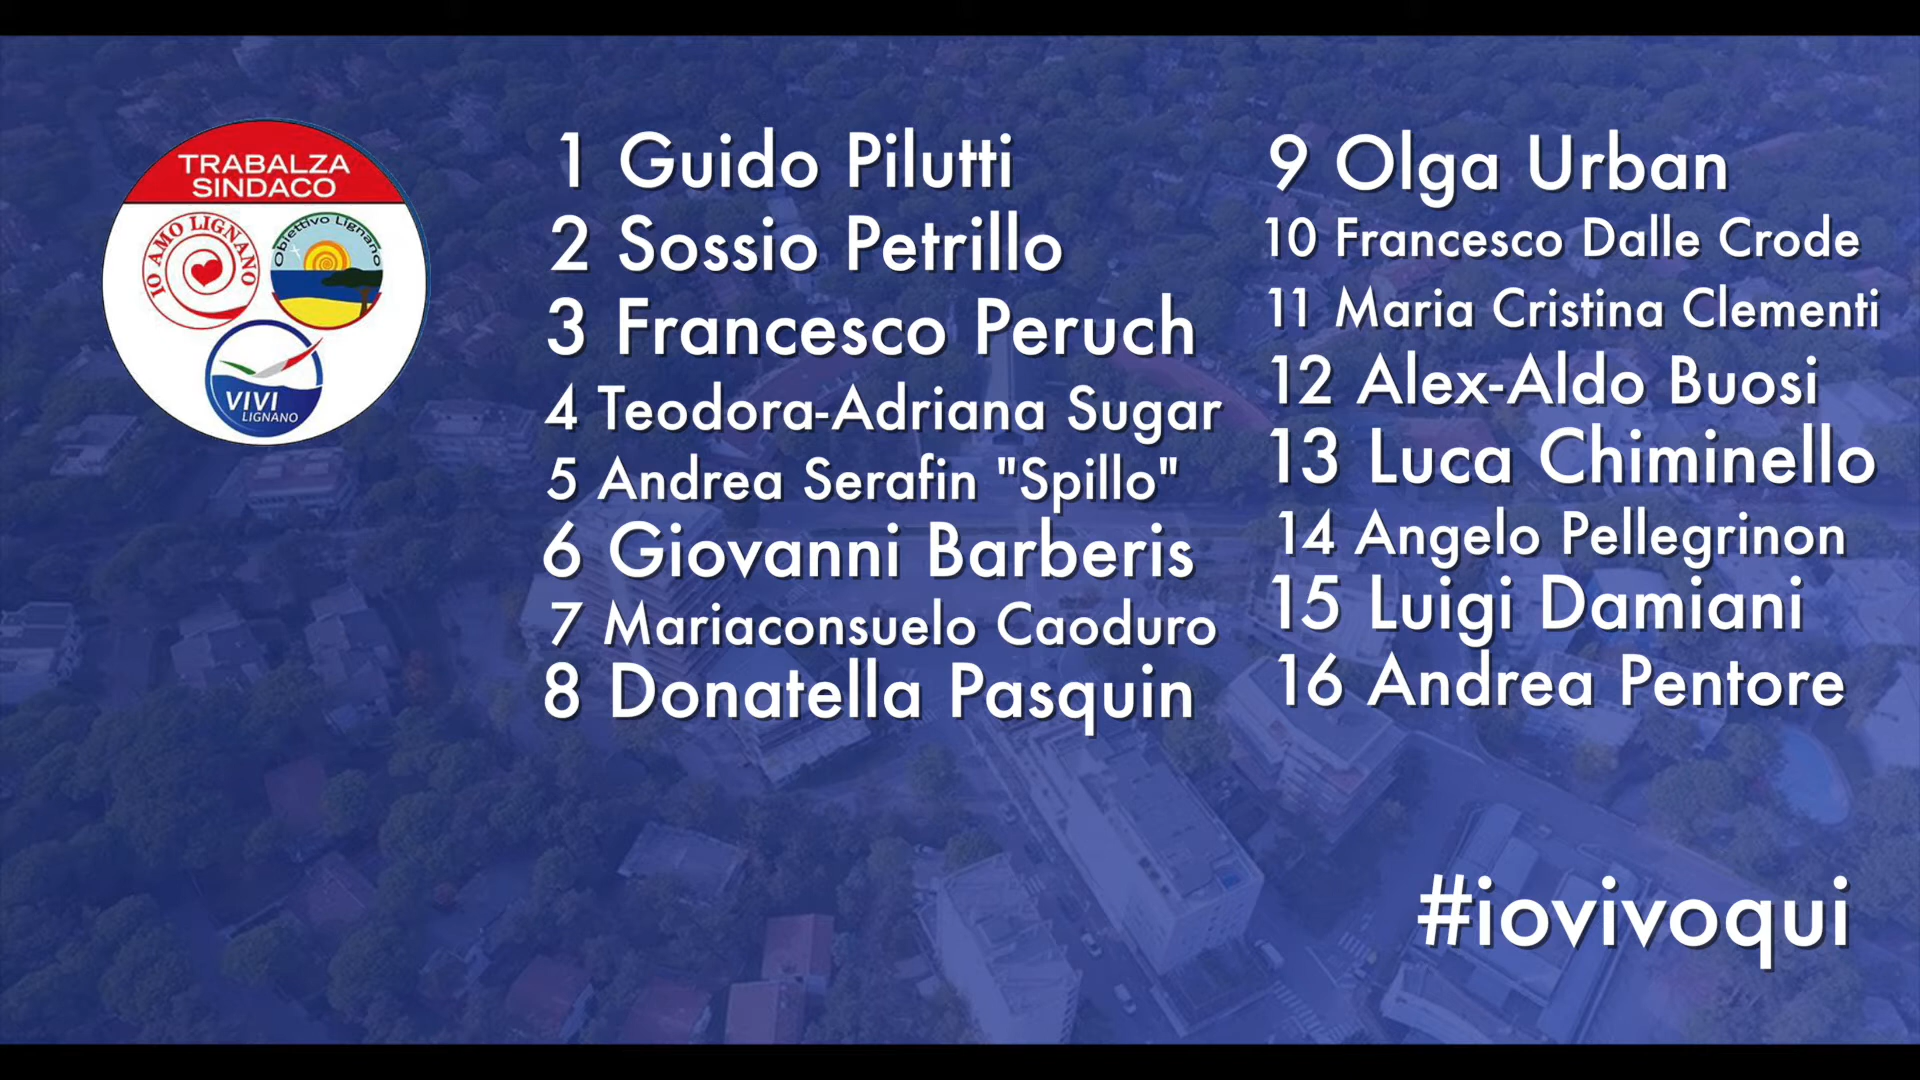 TRABALZA
SINDACO
IO AMO LIGNANO
Obiettivo Lignano
VIVI
LIGNANO
1 Guido Pilutti
2 Sossio Petrillo
3 Francesco Peruch
4 Teodora-Adriana Sugar
5 Andrea Serafin "Spillo"
6 Giovanni Barberis
7 Mariaconsuelo Caoduro
8 Donatella Pasquin
9 Olga Urban
10 Francesco Dalle Crode
11 Maria Cristina Clementi
12 Alex-Aldo Buosi
13 Luca Chiminello
14 Angelo Pellegrinon
15 Luigi Damiani
16 Andrea Pentore
#iovivoqui